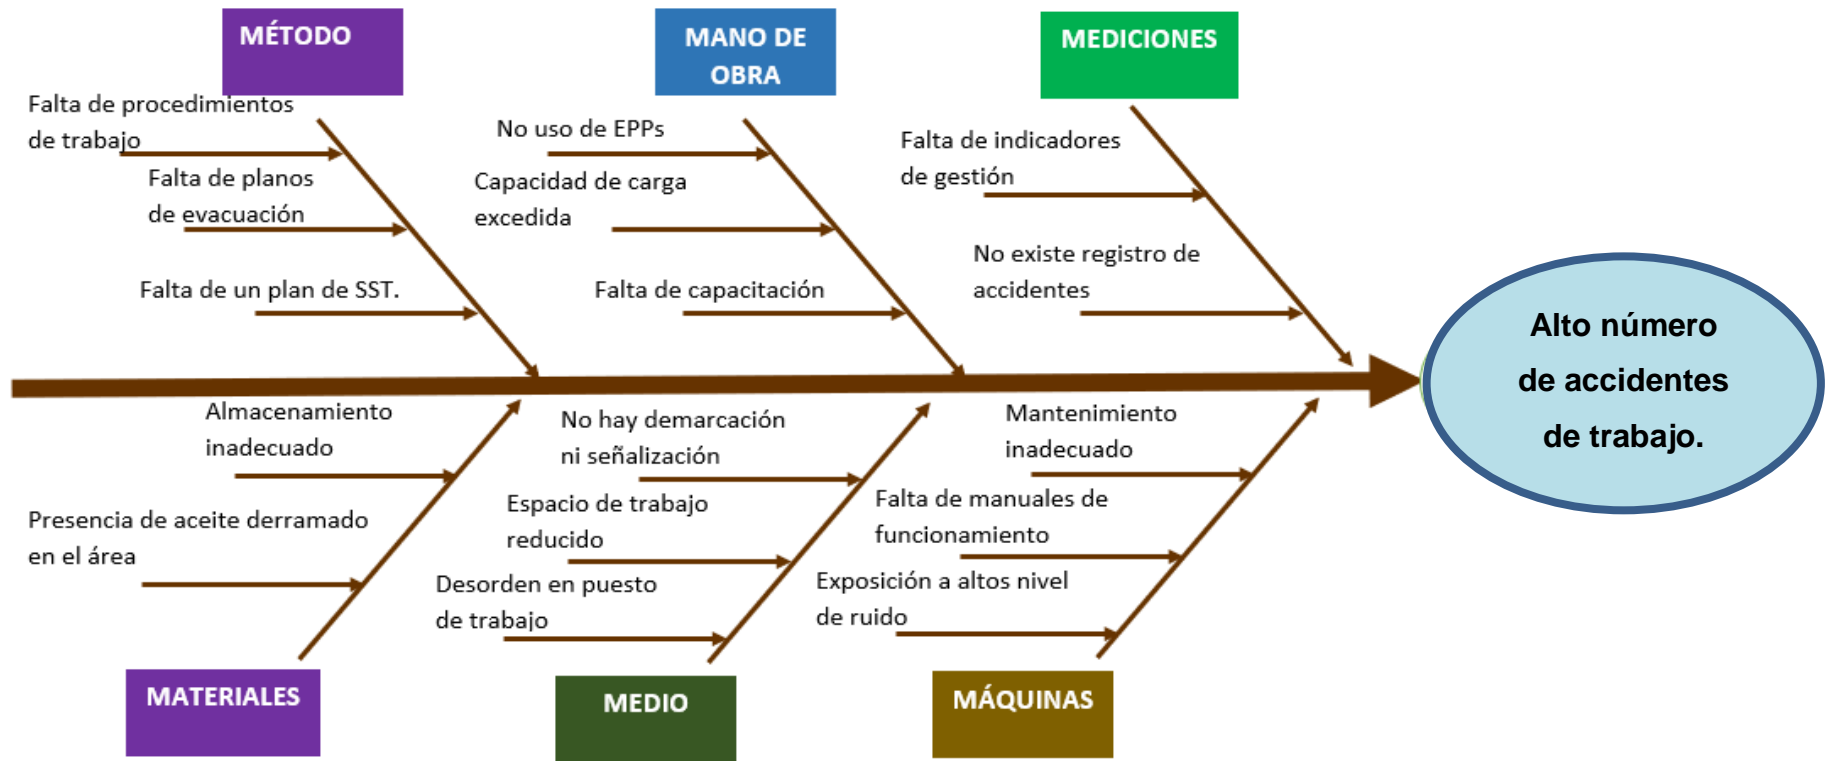 MÉTODO
Falta de procedimientos
de trabajo
Falta de planos
de evacuación
Falta de un plan de SST.
MANO DE
OBRA
No uso de EPPs
Capacidad de carga
excedida
Falta de capacitación
MEDICIONES
Falta de indicadores
de gestión
No existe registro de
accidentes
Alto número
de accidentes
de trabajo.
Almacenamiento
inadecuado
Presencia de aceite derramado
en el área
MATERIALES
No hay demarcación
ni señalización
Espacio de trabajo
reducido
Desorden en puesto
de trabajo
MEDIO
Mantenimiento
inadecuado
Falta de manuales de
funcionamiento
Exposición a altos nivel
de ruido
MÁQUINAS